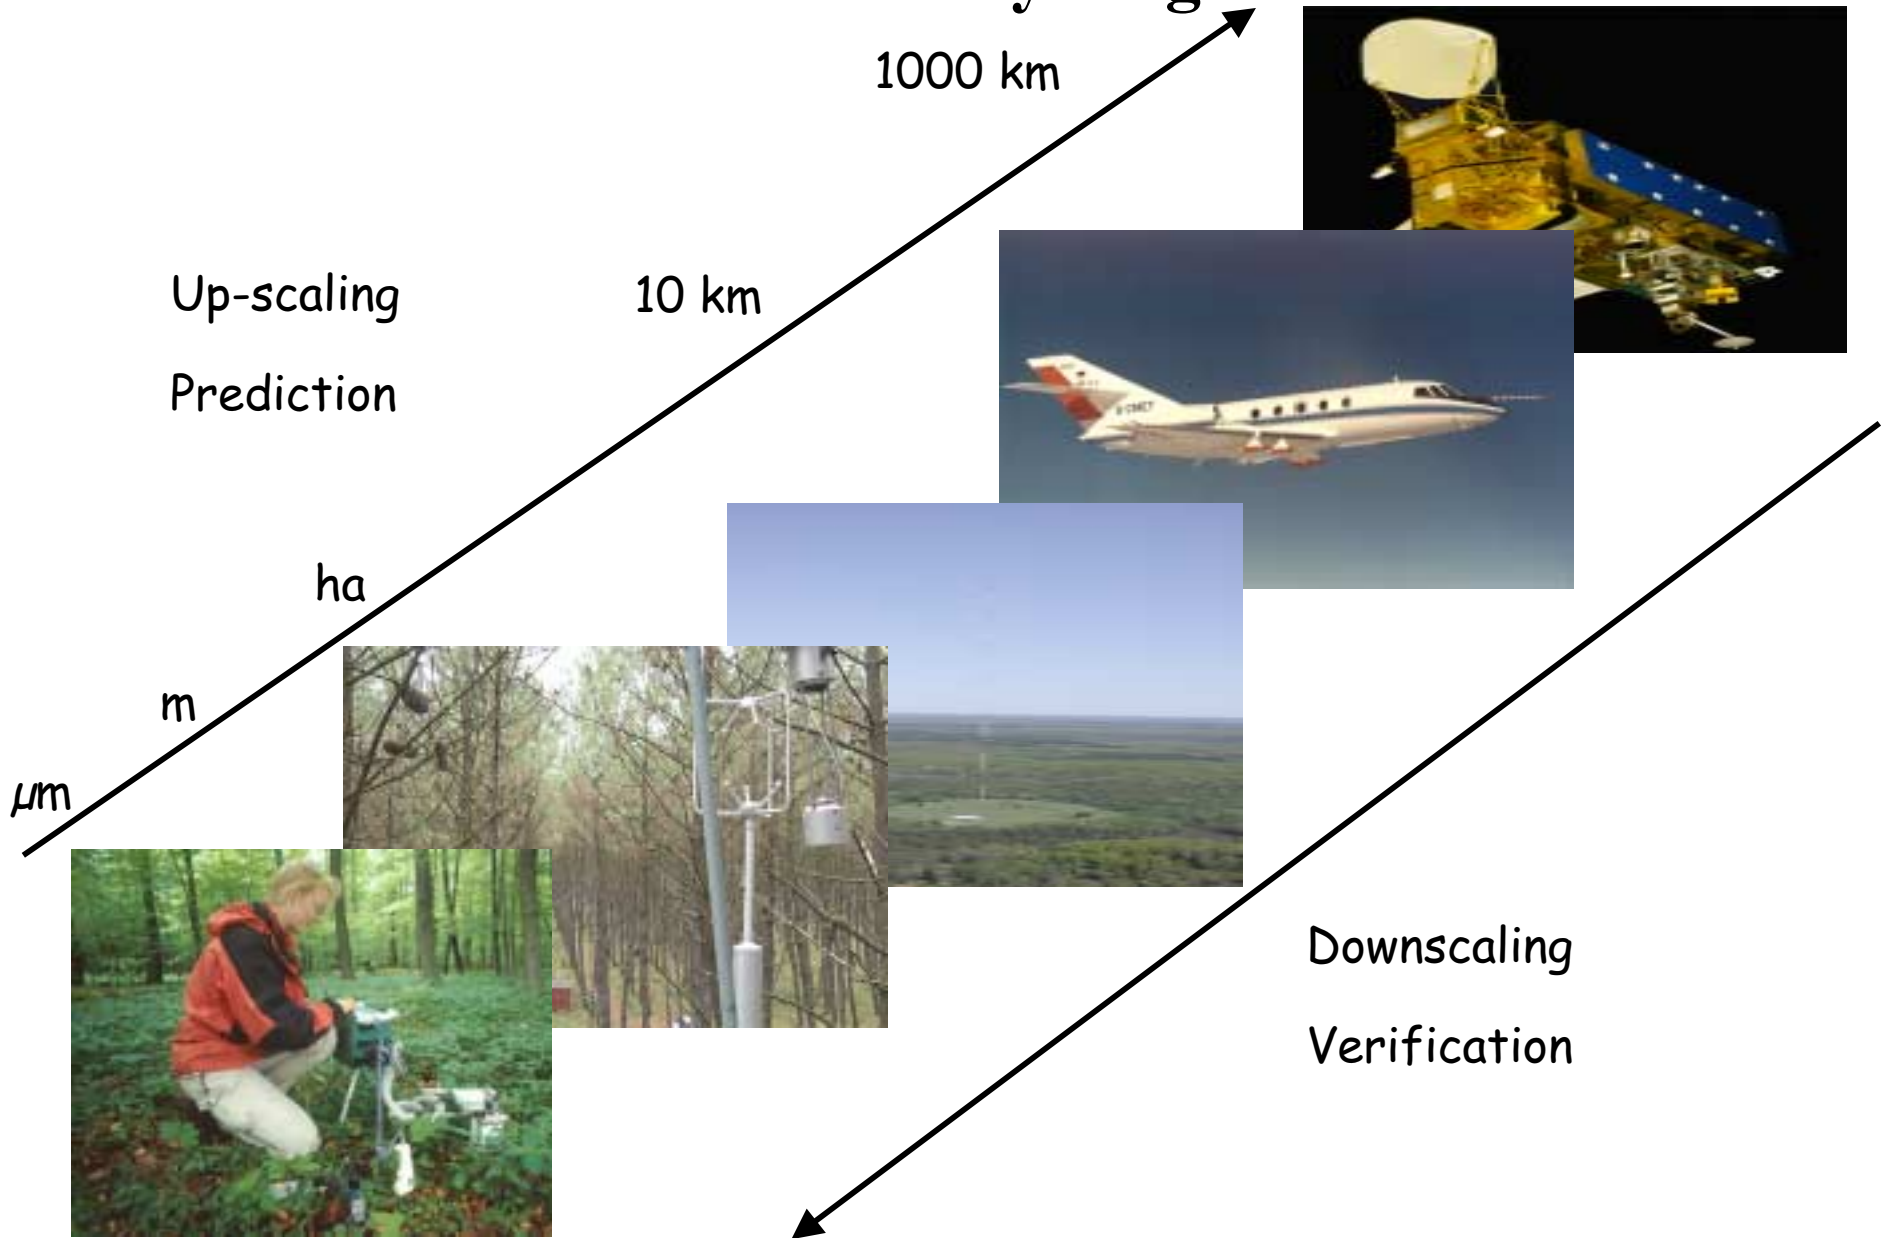 1000 km
Up-scaling
10 km
Prediction
ha
m
µm
Downscaling
Verification